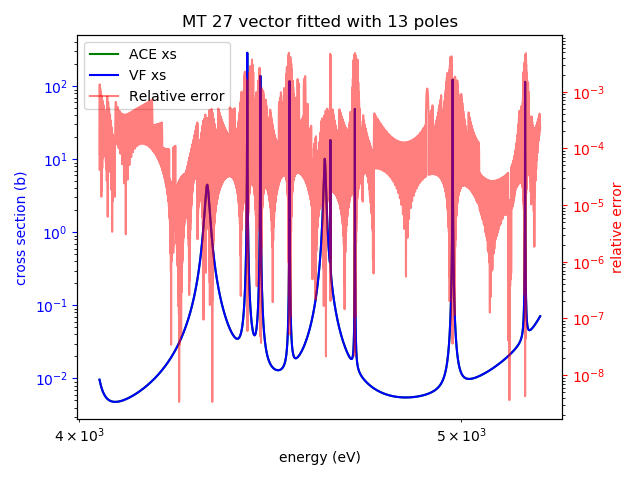 MT 27 vector fitted with 13 poles
ACE xs
VF xs
Relative error
cross section (b)
10²
10¹
10⁰
10⁻¹
10⁻²
10⁻³
10⁻⁴
10⁻⁵
10⁻⁶
10⁻⁷
10⁻⁸
relative error
4 × 10³
5 × 10³
energy (eV)